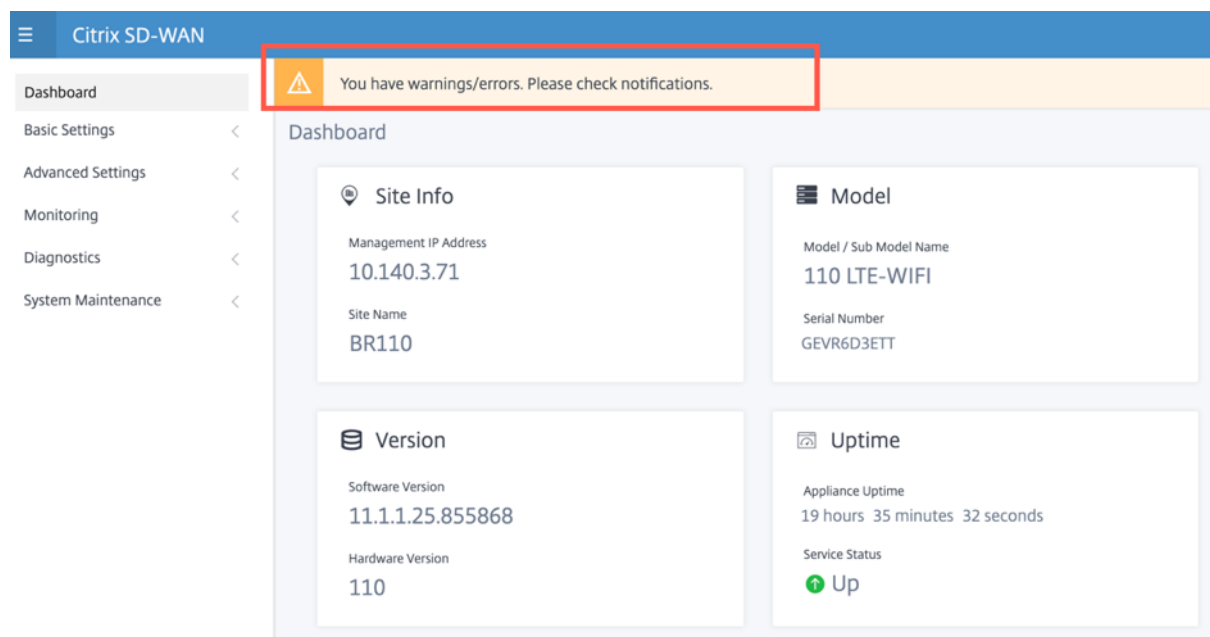 Citrix SD-WAN
You have warnings/errors. Please check notifications.
Dashboard
Basic Settings
Advanced Settings
Monitoring
Diagnostics
System Maintenance
Dashboard
Site Info
Management IP Address
10.140.3.71
Site Name
BR110
Model
Model / Sub Model Name
110 LTE-WIFI
Serial Number
GEVR6D3ETT
Version
Software Version
11.1.1.25.855868
Hardware Version
110
Uptime
Appliance Uptime
19 hours 35 minutes 32 seconds
Service Status
Up